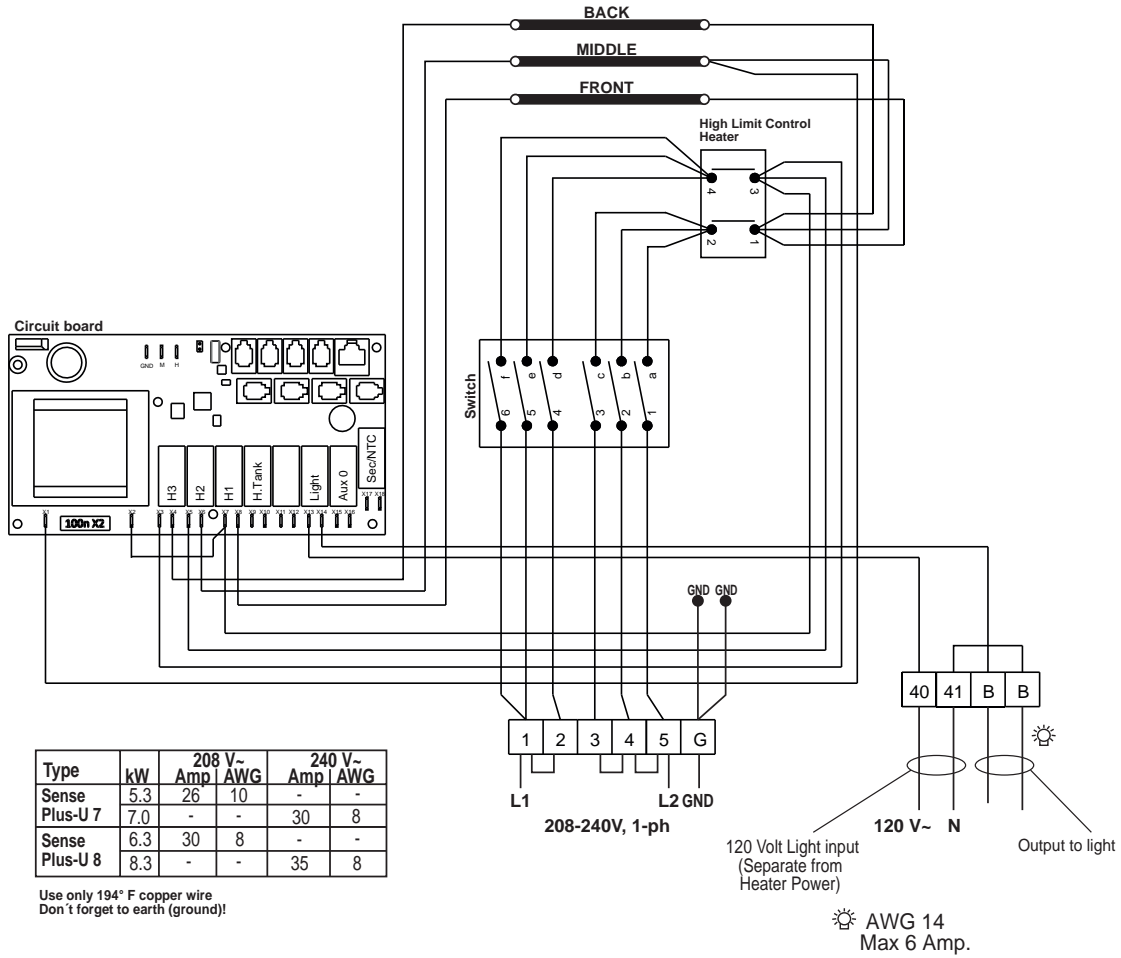 BACK
MIDDLE
FRONT
High Limit Control
Heater
4 3
2 1
Circuit board
GND M H
Switch
f e d c b a
6 5 4 3 2 1
H3 H2 H1 H.Tank Light Aux 0 Sec/NTC
X17 X18
X1 100n X2 X2 X3 X4 X5 X6 X7 X8 X9 X10 X11 X12 X13 X14 X15 X16
GND GND
1 2 3 4 5 G
L1 L2 GND
208-240V, 1-ph
40 41 B B
120 V~ N
120 Volt Light input
(Separate from
Heater Power)
Output to light
AWG 14
Max 6 Amp.
Type kW 208 V~ 240 V~
Amp AWG Amp AWG
Sense 5.3 26 10 - -
Plus-U 7 7.0 - - 30 8
Sense 6.3 30 8 - -
Plus-U 8 8.3 - - 35 8
Use only 194° F copper wire
Don´t forget to earth (ground)!